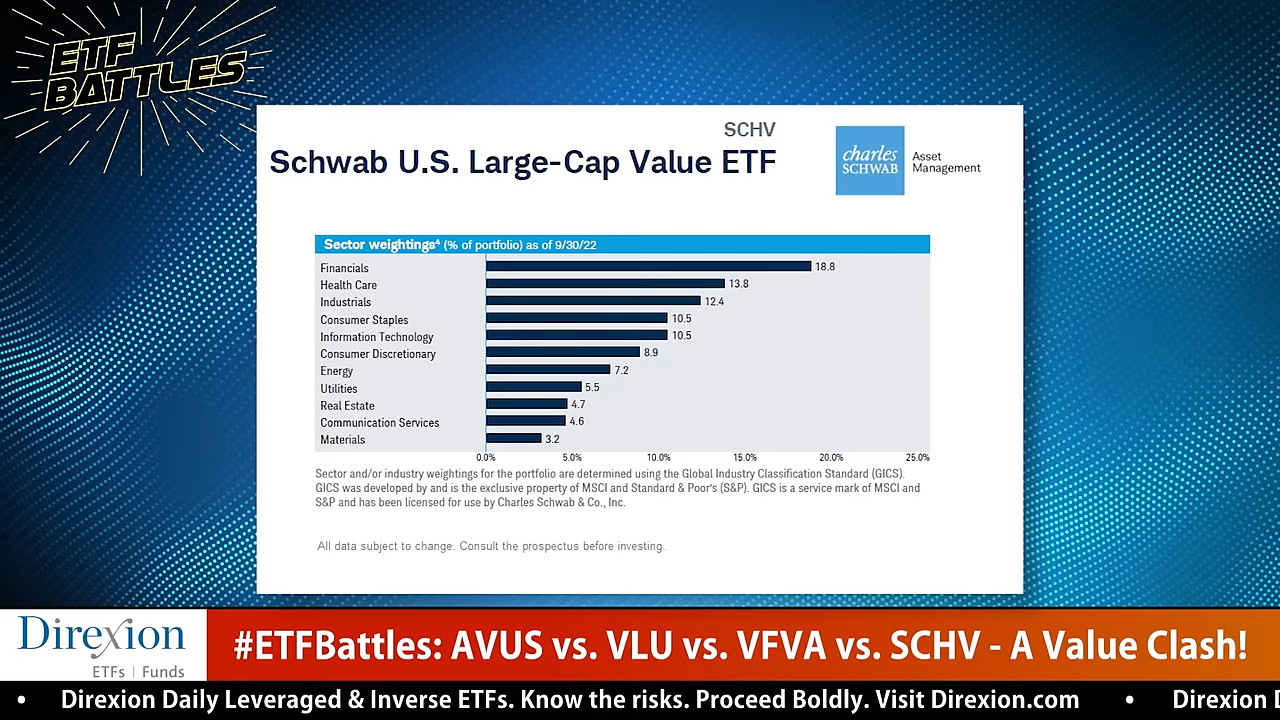 ETF
BATTLES
SCHV
Schwab U.S. Large-Cap Value ETF
charles
SCHWAB
Asset
Management
Sector weightings⁴ (% of portfolio) as of 9/30/22
Financials 18.8
Health Care 13.8
Industrials 12.4
Consumer Staples 10.5
Information Technology 10.5
Consumer Discretionary 8.9
Energy 7.2
Utilities 5.5
Real Estate 4.7
Communication Services 4.6
Materials 3.2
0.0% 5.0% 10.0% 15.0% 20.0% 25.0%
Sector and/or industry weightings for the portfolio are determined using the Global Industry Classification Standard (GICS).
GICS was developed by and is the exclusive property of MSCI and Standard & Poor's (S&P). GICS is a service mark of MSCI and
S&P and has been licensed for use by Charles Schwab & Co., Inc.
All data subject to change. Consult the prospectus before investing.
Direxion
ETFs | Funds
#ETFBattles: AVUS vs. VLU vs. VFVA vs. SCHV - A Value Clash!
• Direxion Daily Leveraged & Inverse ETFs. Know the risks. Proceed Boldly. Visit Direxion.com • Direxion